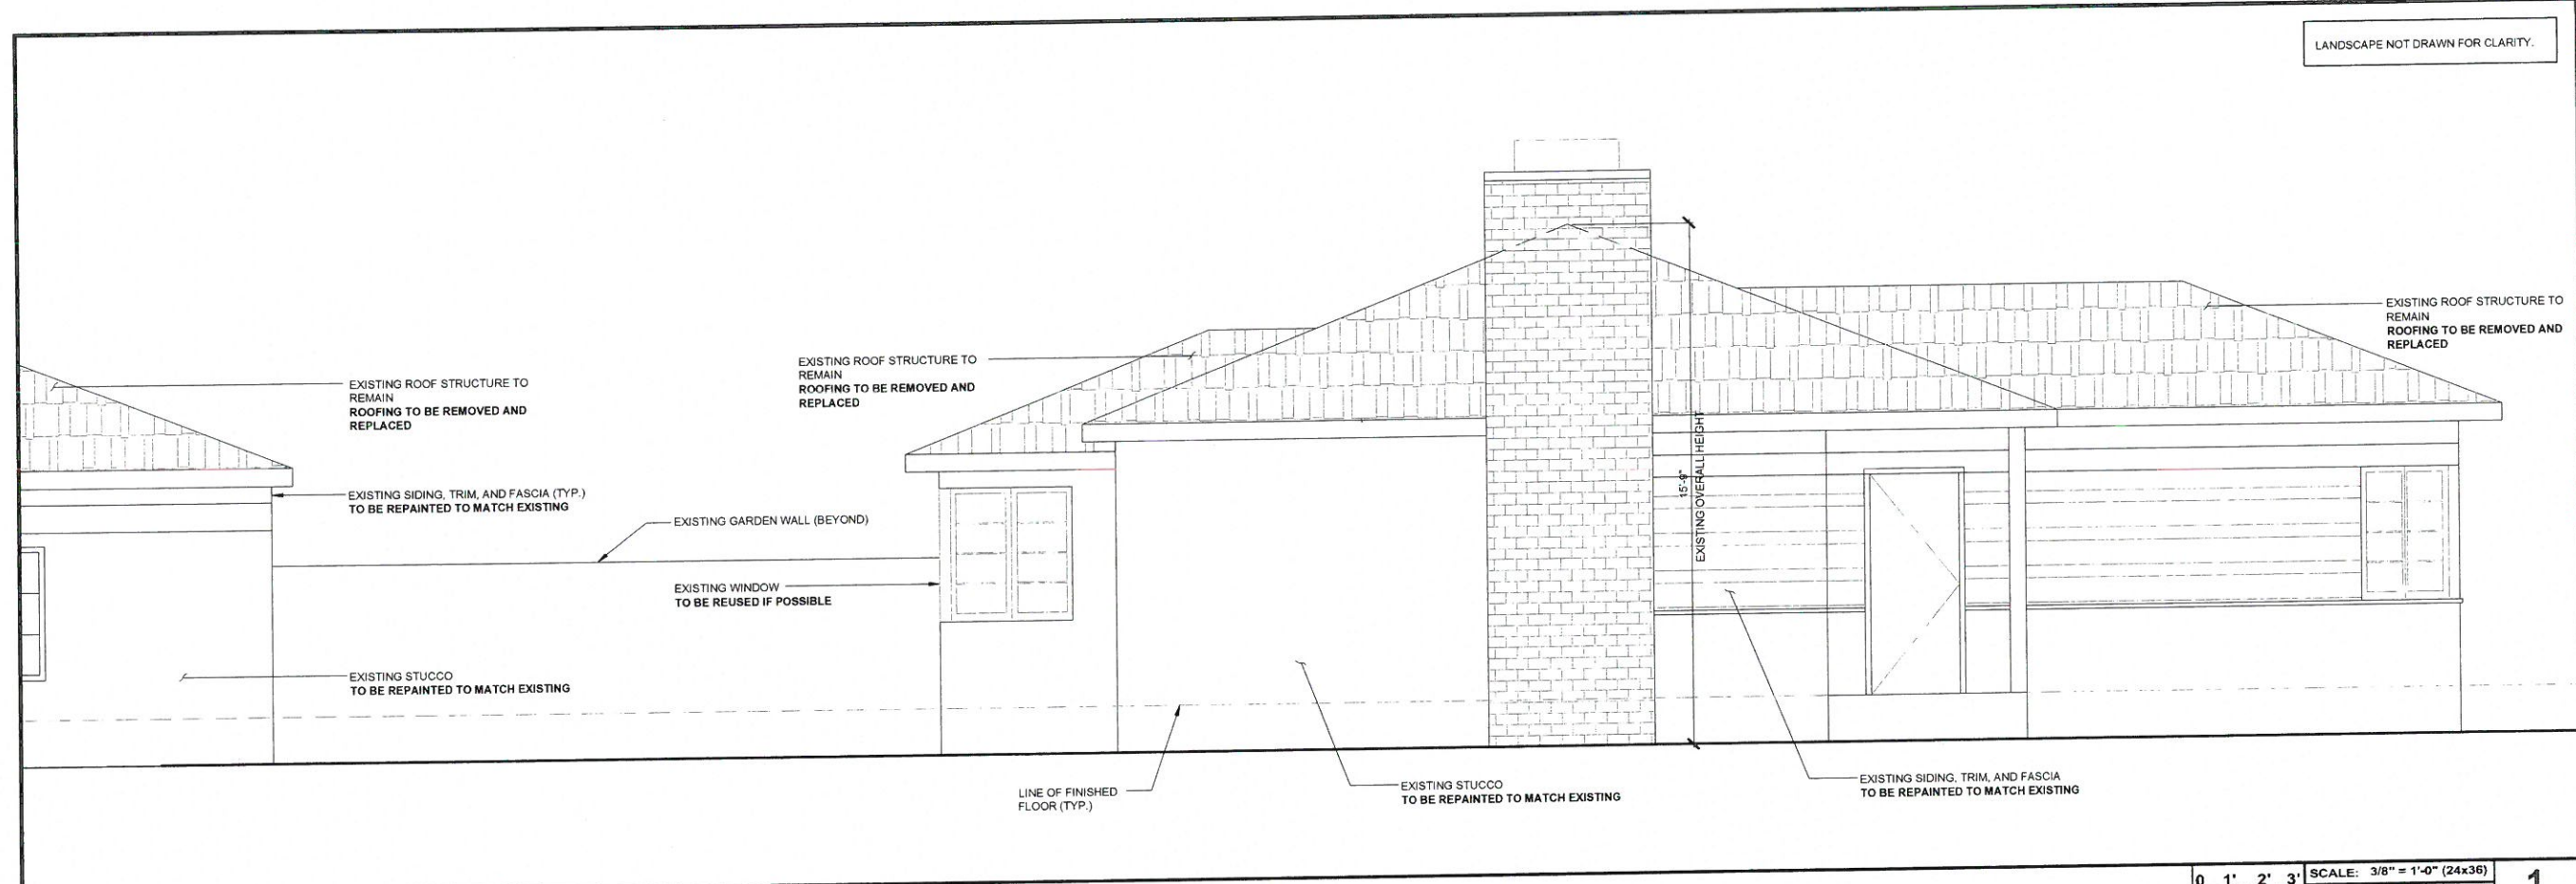 LANDSCAPE NOT DRAWN FOR CLARITY.
EXISTING ROOF STRUCTURE TO
REMAIN
ROOFING TO BE REMOVED AND
REPLACED
EXISTING ROOF STRUCTURE TO
REMAIN
ROOFING TO BE REMOVED AND
REPLACED
EXISTING ROOF STRUCTURE TO
REMAIN
ROOFING TO BE REMOVED AND
REPLACED
EXISTING SIDING, TRIM, AND FASCIA (TYP.)
TO BE REPAINTED TO MATCH EXISTING
EXISTING GARDEN WALL (BEYOND)
EXISTING WINDOW
TO BE REUSED IF POSSIBLE
15'-9"
EXISTING OVERALL HEIGHT
EXISTING STUCCO
TO BE REPAINTED TO MATCH EXISTING
LINE OF FINISHED
FLOOR (TYP.)
EXISTING STUCCO
TO BE REPAINTED TO MATCH EXISTING
EXISTING SIDING, TRIM, AND FASCIA
TO BE REPAINTED TO MATCH EXISTING
0 1' 2' 3'
SCALE: 3/8" = 1'-0" (24x36)
1